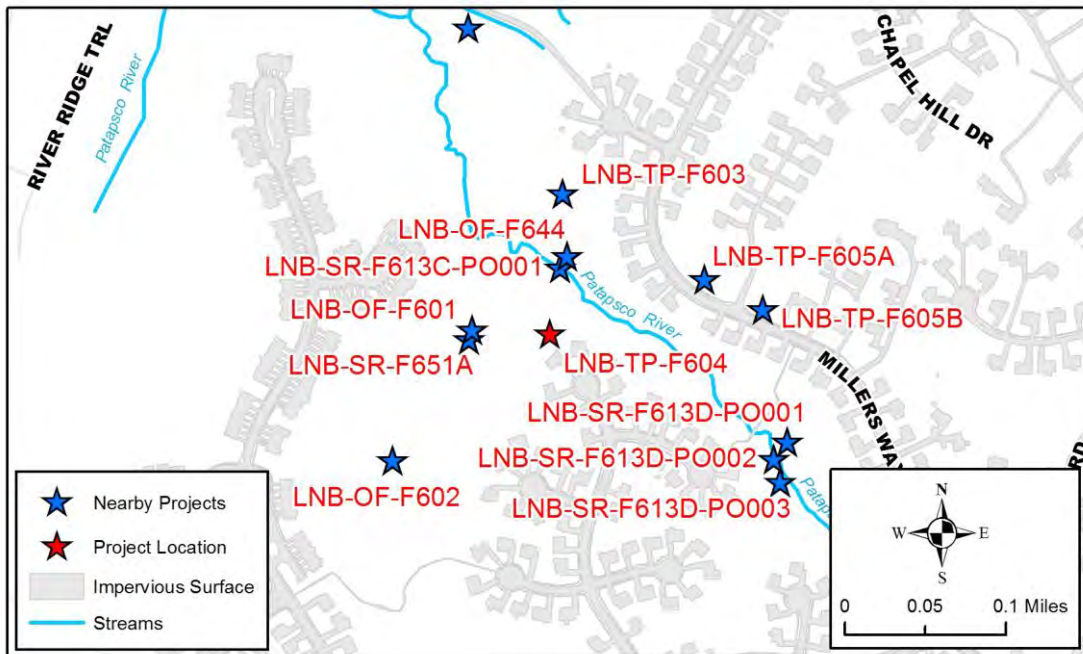 RIVER RIDGE TRL
Patapsco River
CHAPEL HILL DR
LNB-TP-F603
LNB-OF-F644
LNB-SR-F613C-PO001
LNB-TP-F605A
Patapsco River
LNB-OF-F601
LNB-TP-F605B
LNB-SR-F651A
LNB-TP-F604
MILLERS WAY
LNB-SR-F613D-PO001
LNB-SR-F613D-PO002
LNB-OF-F602
LNB-SR-F613D-PO003
Patap
RD
Nearby Projects
Project Location
Impervious Surface
Streams
N
W E
S
0 0.05 0.1 Miles